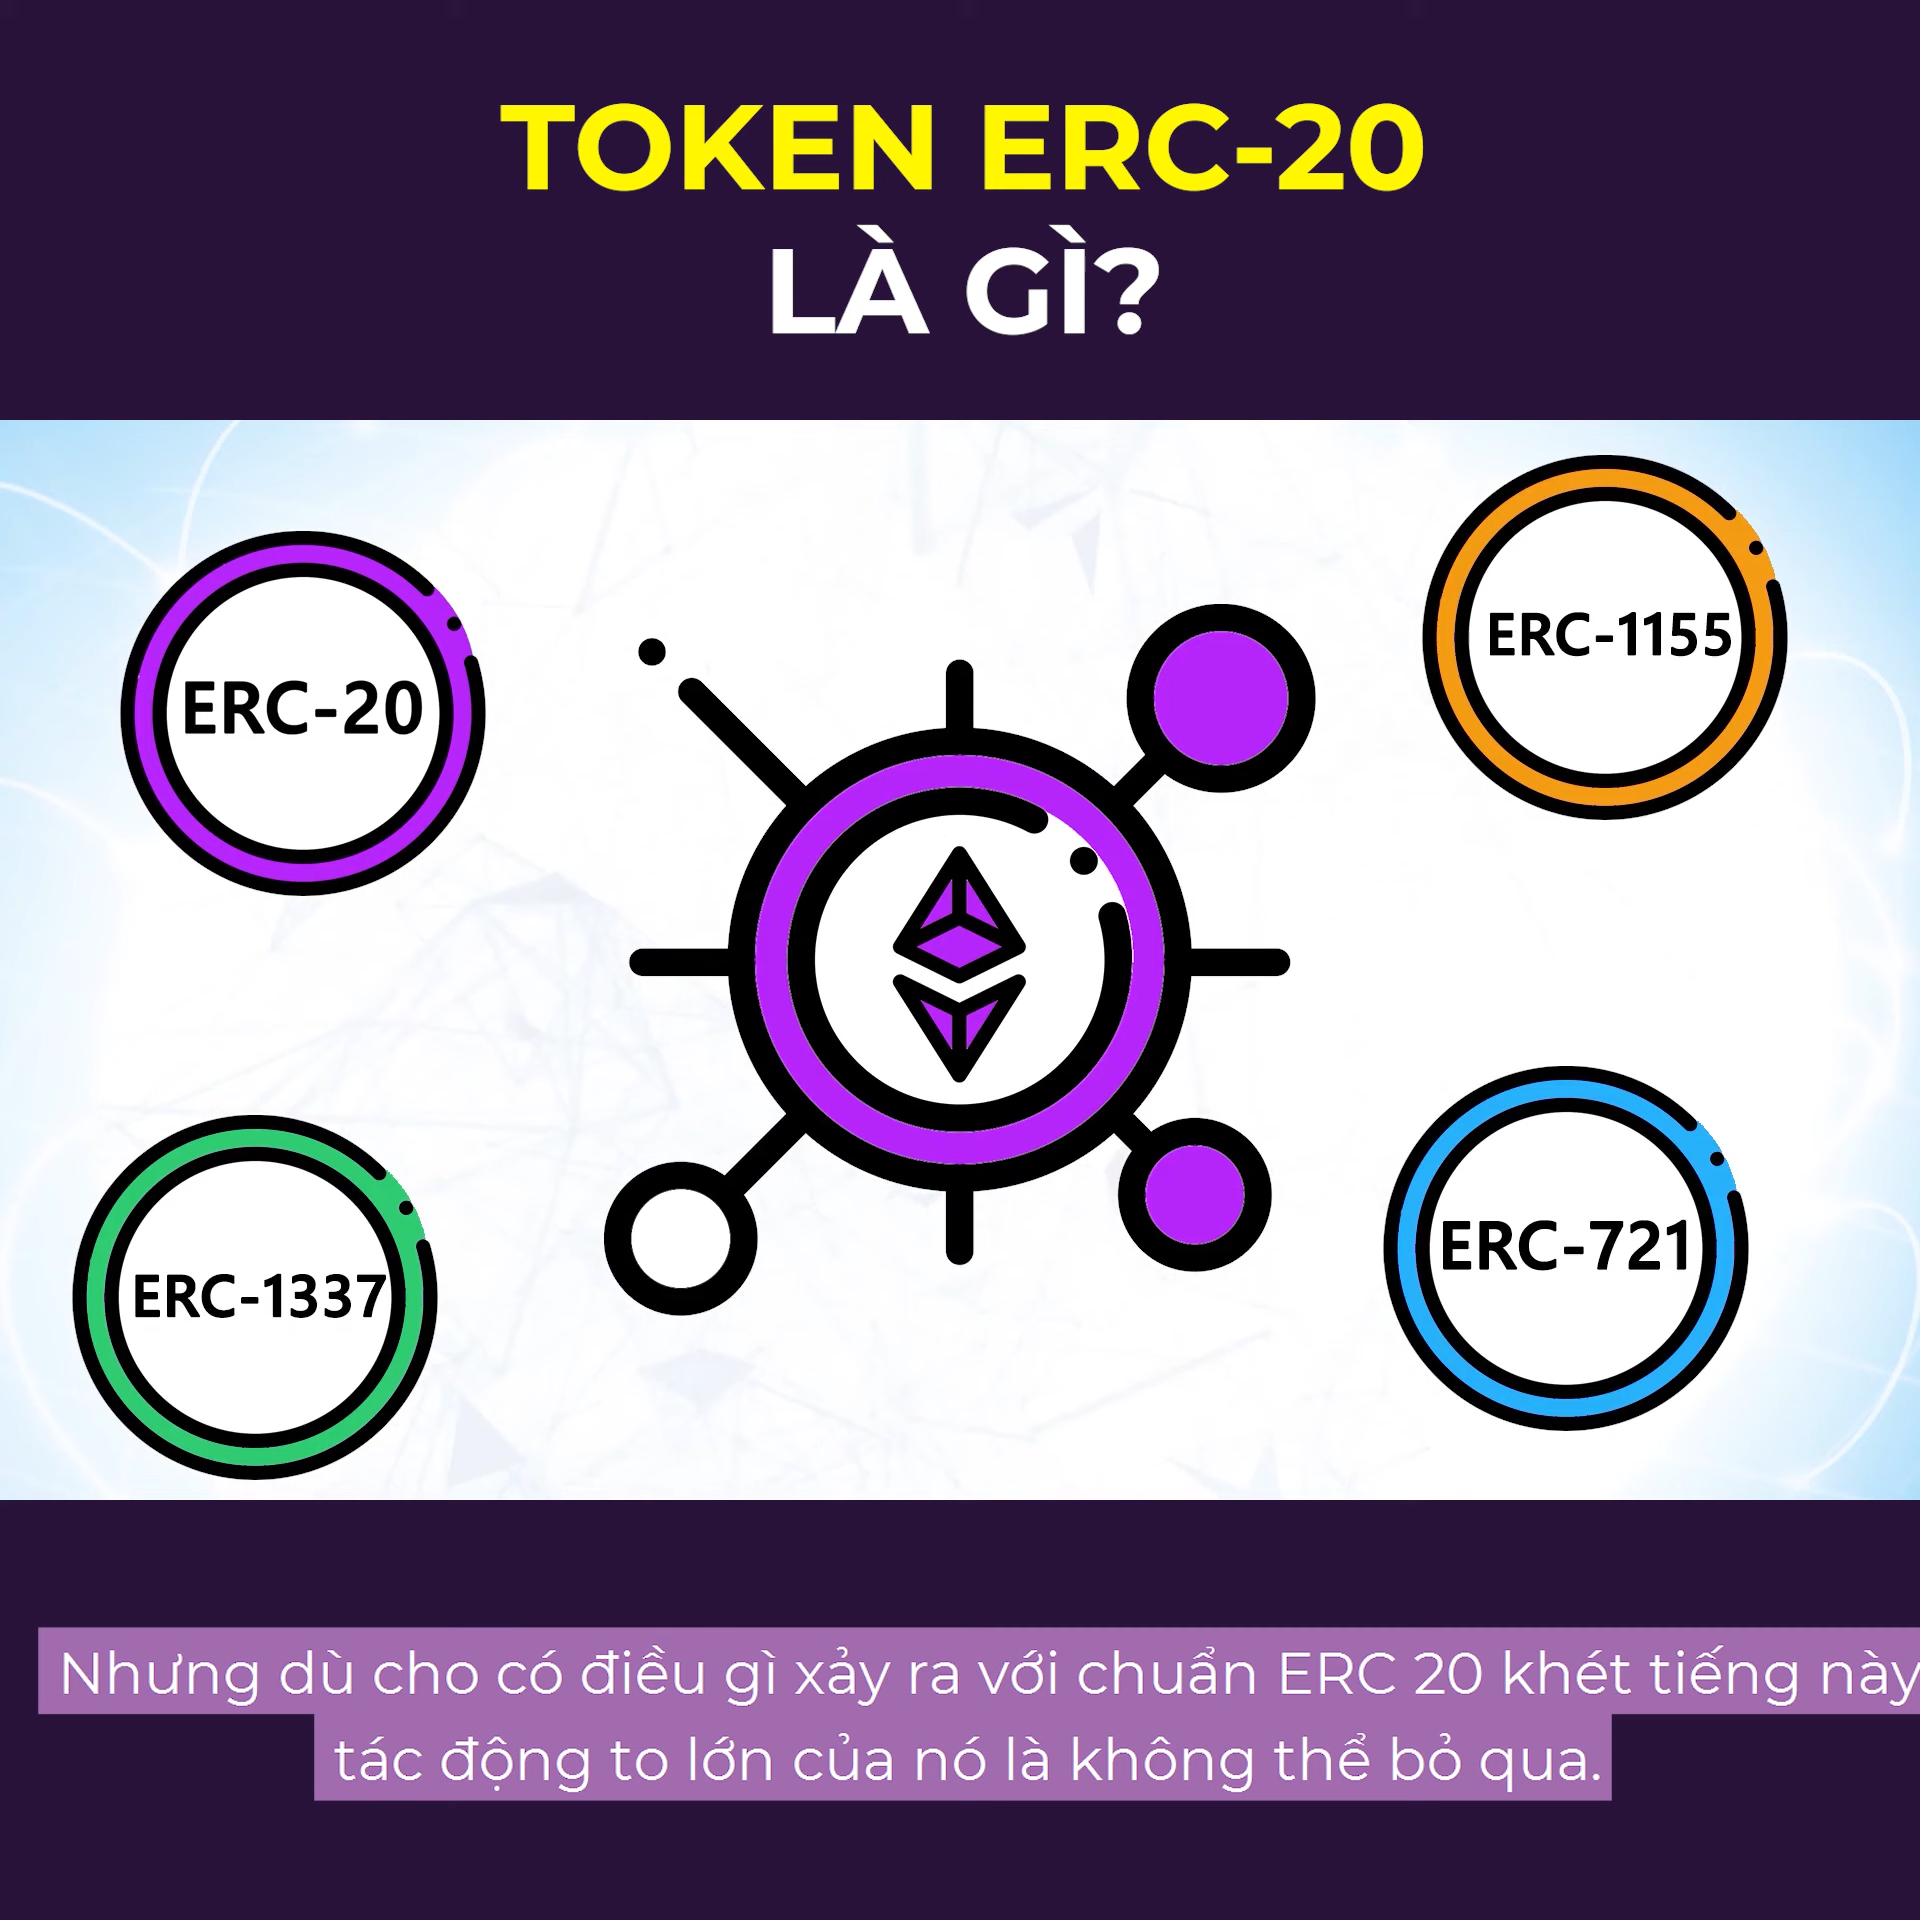 TOKEN ERC-20
LÀ GÌ?
ERC-20
ERC-1155
ERC-1337
ERC-721
Nhưng dù cho có điều gì xảy ra với chuẩn ERC 20 khét tiếng này
tác động to lớn của nó là không thể bỏ qua.